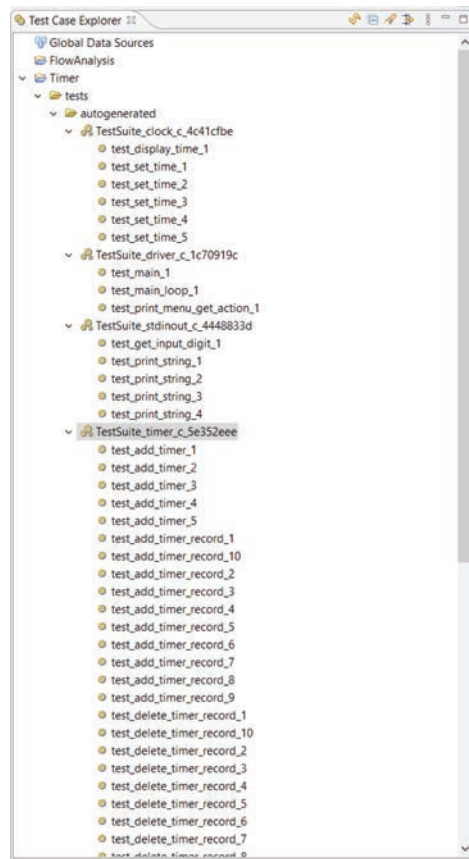 Test Case Explorer
Global Data Sources
FlowAnalysis
Timer
tests
autogenerated
TestSuite_clock_c_4c41cfbe
test_display_time_1
test_set_time_1
test_set_time_2
test_set_time_3
test_set_time_4
test_set_time_5
TestSuite_driver_c_1c70919c
test_main_1
test_main_loop_1
test_print_menu_get_action_1
TestSuite_stdinout_c_4448833d
test_get_input_digit_1
test_print_string_1
test_print_string_2
test_print_string_3
test_print_string_4
TestSuite_timer_c_5e352eee
test_add_timer_1
test_add_timer_2
test_add_timer_3
test_add_timer_4
test_add_timer_5
test_add_timer_record_1
test_add_timer_record_10
test_add_timer_record_2
test_add_timer_record_3
test_add_timer_record_4
test_add_timer_record_5
test_add_timer_record_6
test_add_timer_record_7
test_add_timer_record_8
test_add_timer_record_9
test_delete_timer_record_1
test_delete_timer_record_10
test_delete_timer_record_2
test_delete_timer_record_3
test_delete_timer_record_4
test_delete_timer_record_5
test_delete_timer_record_6
test_delete_timer_record_7